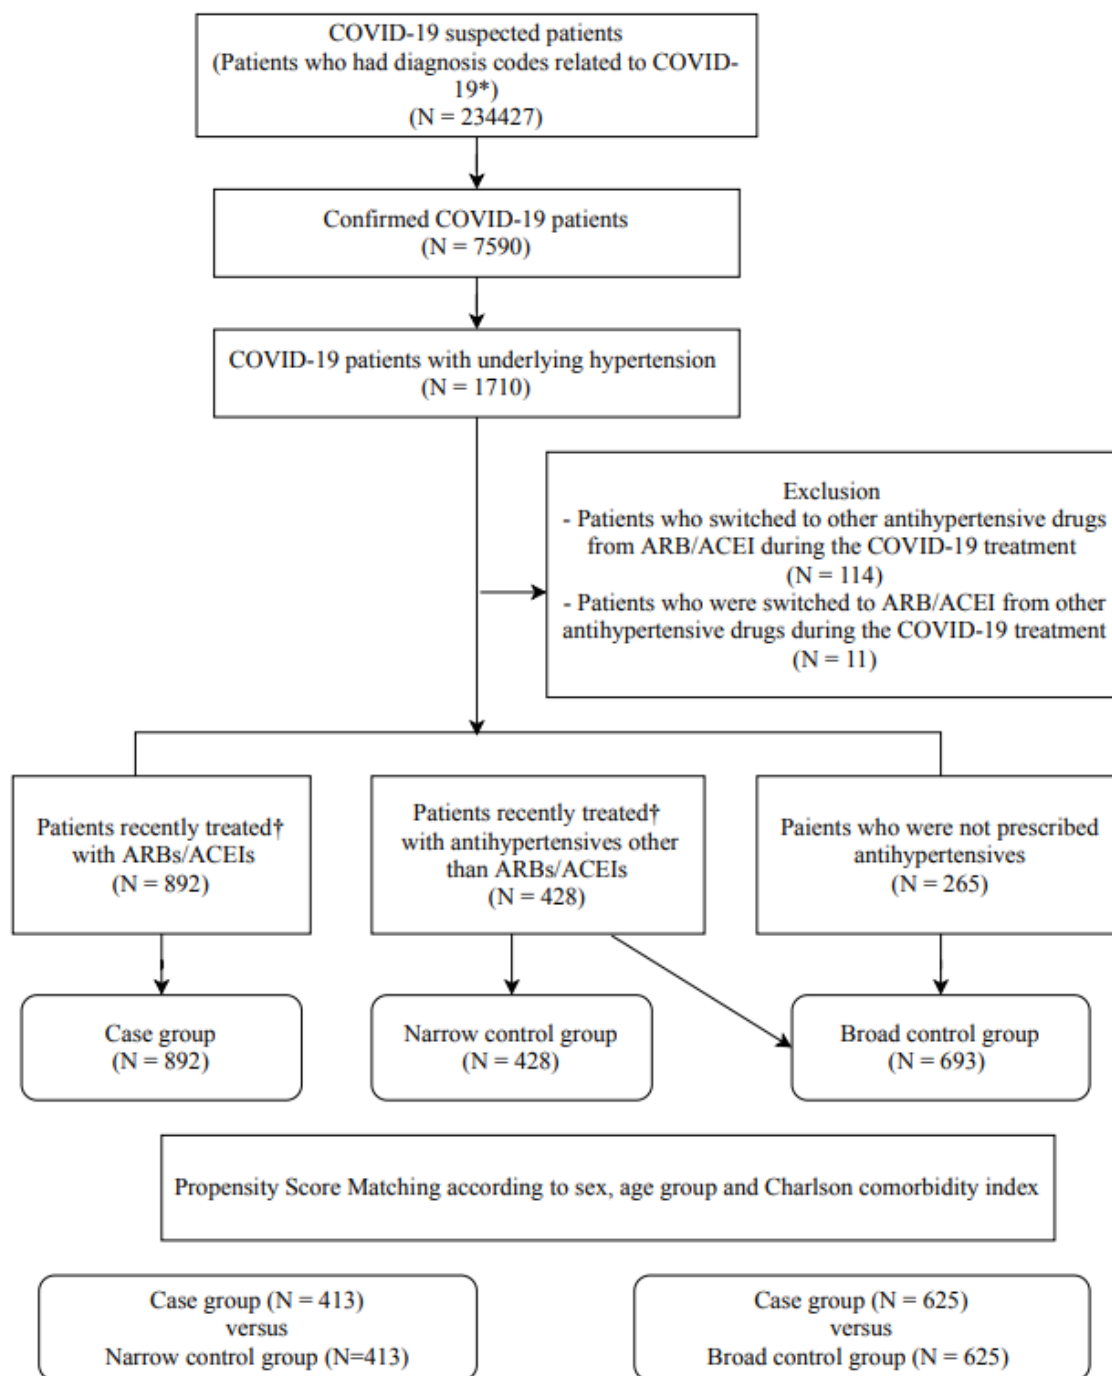 COVID-19 suspected patients
(Patients who had diagnosis codes related to COVID-
19*)
(N = 234427)
Confirmed COVID-19 patients
(N = 7590)
COVID-19 patients with underlying hypertension
(N = 1710)
Exclusion
- Patients who switched to other antihypertensive drugs
from ARB/ACEI during the COVID-19 treatment
(N = 114)
- Patients who were switched to ARB/ACEI from other
antihypertensive drugs during the COVID-19 treatment
(N = 11)
Patients recently treated†
with ARBs/ACEIs
(N = 892)
Patients recently treated†
with antihypertensives other
than ARBs/ACEIs
(N = 428)
Paients who were not prescribed
antihypertensives
(N = 265)
Case group
(N = 892)
Narrow control group
(N = 428)
Broad control group
(N = 693)
Propensity Score Matching according to sex, age group and Charlson comorbidity index
Case group (N = 413)
versus
Narrow control group (N=413)
Case group (N = 625)
versus
Broad control group (N = 625)